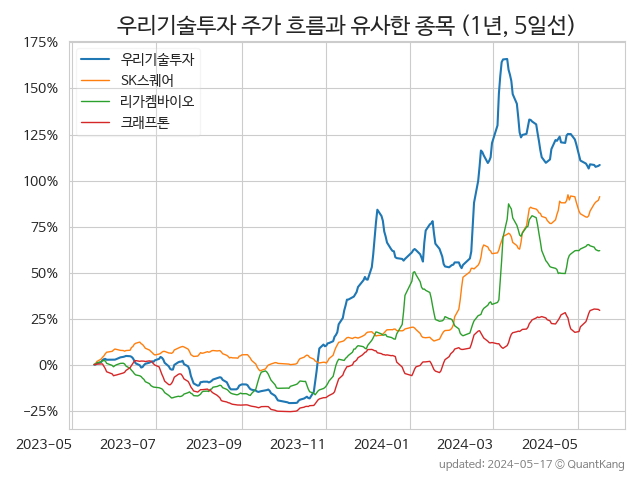 우리기술투자 주가 흐름과 유사한 종목 (1년, 5일선)
175%
150%
125%
100%
75%
50%
25%
0%
−25%
우리기술투자
SK스퀘어
리가켐바이오
크래프톤
2023-05
2023-07
2023-09
2023-11
2024-01
2024-03
2024-05
updated: 2024-05-17 © QuantKang